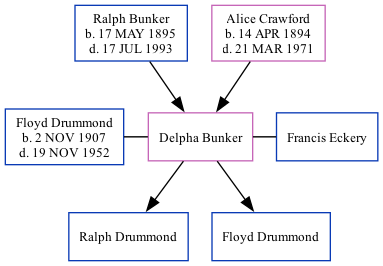 Ralph Bunker
b. 17 MAY 1895
d. 17 JUL 1993
Alice Crawford
b. 14 APR 1894
d. 21 MAR 1971
Floyd Drummond
b. 2 NOV 1907
d. 19 NOV 1952
Delpha Bunker
Francis Eckery
Ralph Drummond
Floyd Drummond